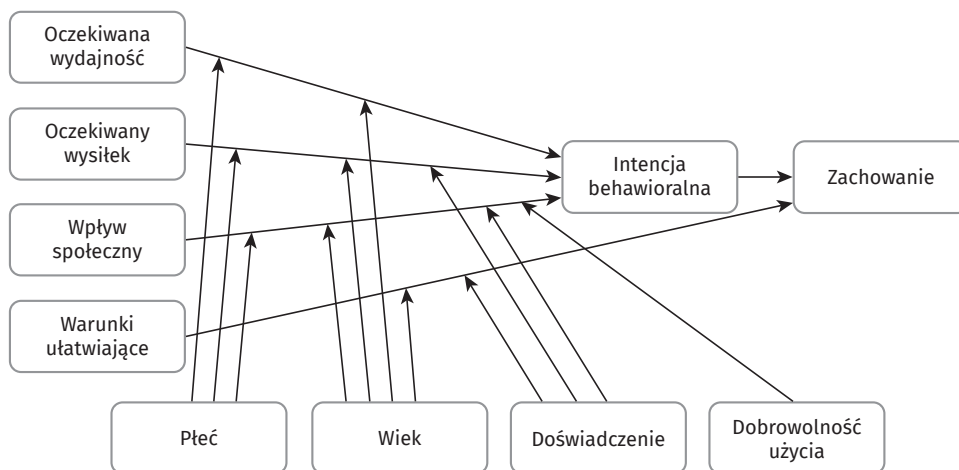 Oczekiwana
wydajność
Oczekiwany
wysiłek
Wpływ
społeczny
Warunki
ułatwiające
Intencja
behawioralna
Zachowanie
Płeć
Wiek
Doświadczenie
Dobrowolność
użycia